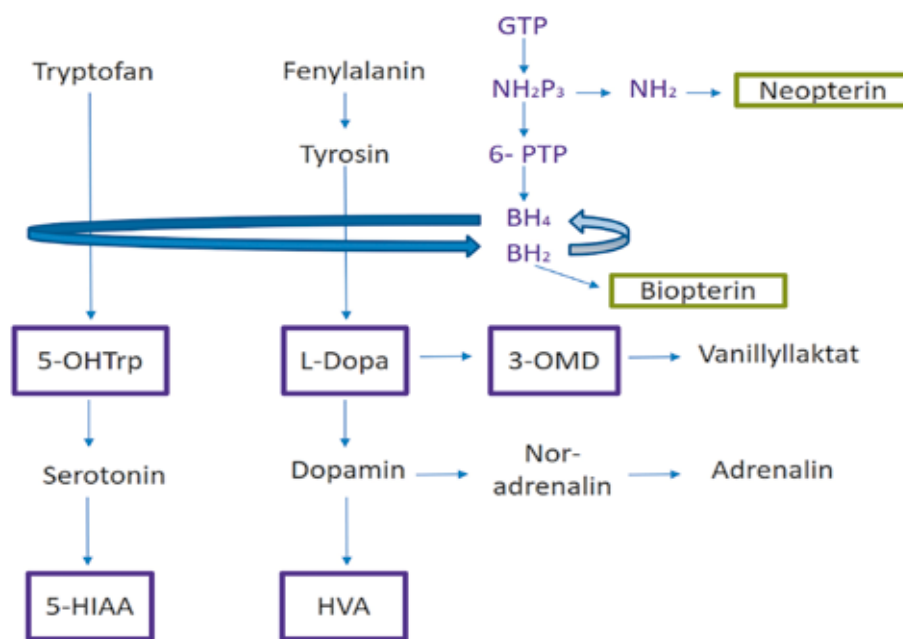 GTP
Tryptofan
Fenylalanin
NH₂P₃
NH₂
Neopterin
Tyrosin
6- PTP
BH₄
BH₂
Biopterin
5-OHTrp
L-Dopa
3-OMD
Vanillyllaktat
Serotonin
Dopamin
Nor-
adrenalin
Adrenalin
5-HIAA
HVA